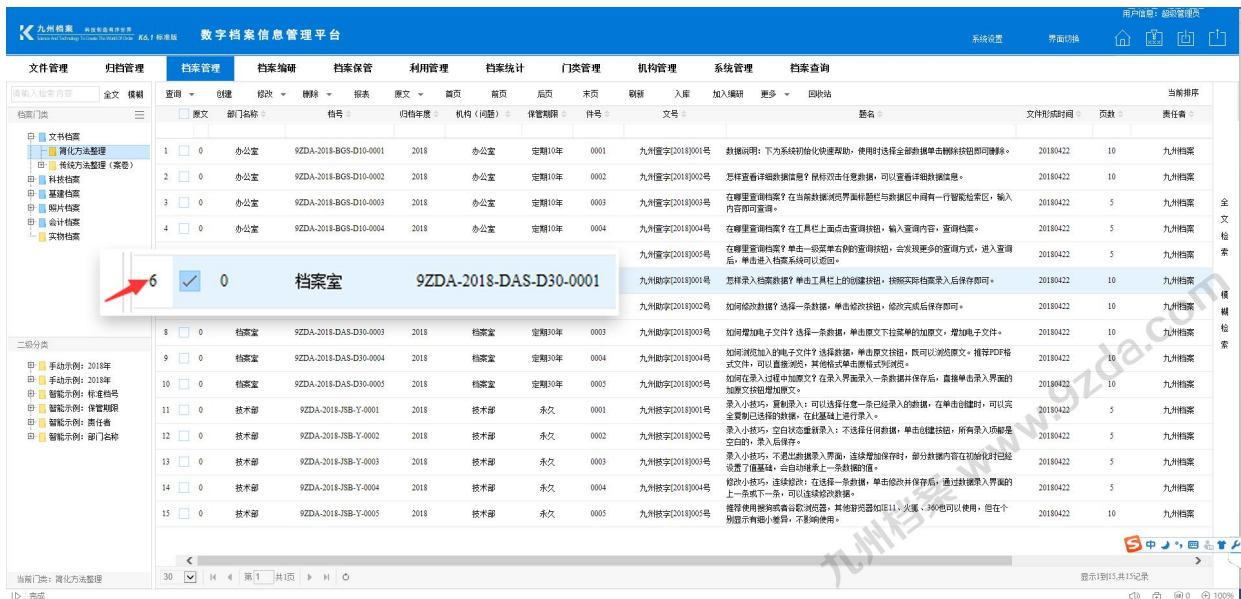 用户信息：超级管理员
九州档案 科技创造有序世界
Science And Technology To Create The World Of Order K6.1 标准版 数字档案信息管理平台
系统设置 界面切换
文件管理 归档管理 档案管理 档案编研 档案保管 利用管理 档案统计 门类管理 机构管理 系统管理 档案查询
请输入检索内容 全文 模糊 查询 创建 修改 删除 报表 原文 首页 前页 后页 末页 刷新 入库 加入编研 更多 回收站 当前排序
档案门类 原文 部门名称 档号 归档年度 机构（问题） 保管期限 件号 文号 题名 文件形成时间 页数 责任者
文书档案
简化方法整理
传统方法整理（案卷）
科技档案
基建档案
照片档案
会计档案
实物档案
1 0 办公室 9ZDA-2018-BGS-D10-0001 2018 办公室 定期10年 0001 九州查字[2018]001号 数据说明：下为系统初始化快速帮助，使用时选择全部数据单击删除按钮即可删除。 20180422 10 九州档案
2 0 办公室 9ZDA-2018-BGS-D10-0002 2018 办公室 定期10年 0002 九州查字[2018]002号 怎样查看详细数据信息？鼠标双击任意数据，可以查看详细数据信息。 20180422 10 九州档案
3 0 办公室 9ZDA-2018-BGS-D10-0003 2018 办公室 定期10年 0003 九州查字[2018]003号 在哪里查询档案？在当前数据浏览界面标题栏与数据区中间有一行智能检索区，输入
内容即可查询。 20180422 5 九州档案
4 0 办公室 9ZDA-2018-BGS-D10-0004 2018 办公室 定期10年 0004 九州查字[2018]004号 在哪里查询档案？在工具栏上面点击查询按钮，输入查询内容，查询档案。 20180422 5 九州档案
九州查字[2018]005号 在哪里查询档案？单击一级菜单右侧的查询按钮，会发现更多的查询方式，进入查询
后，单击进入档案系统可以返回。 20180422 5 九州档案
6 0 档案室 9ZDA-2018-DAS-D30-0001 九州助字[2018]001号 怎样录入档案数据？单击工具栏上的创建按钮，按照实际档案录入后保存即可。 20180422 10 九州档案
九州助字[2018]002号 如何修改数据？选择一条数据，单击修改按钮，修改完成后保存即可。 20180422 10 九州档案
8 0 档案室 9ZDA-2018-DAS-D30-0003 2018 档案室 定期30年 0003 九州助字[2018]003号 如何增加电子文件？选择一条数据，单击原文下拉菜单的加原文，增加电子文件。 20180422 5 九州档案
9 0 档案室 9ZDA-2018-DAS-D30-0004 2018 档案室 定期30年 0004 九州助字[2018]004号 如何浏览加入的电子文件？选择数据，单击原文按钮，既可以浏览原文。推荐PDF格
式文件，可以直接浏览，其他格式单击原格式列浏览。 20180422 10 九州档案
10 0 档案室 9ZDA-2018-DAS-D30-0005 2018 档案室 定期30年 0005 九州助字[2018]005号 如何在录入过程中加原文？在录入界面录入一条数据并保存后，直接单击录入界面的
加原文按钮增加原文。 20180422 10 九州档案
11 0 技术部 9ZDA-2018-JSB-Y-0001 2018 技术部 永久 0001 九州技字[2018]001号 录入小技巧，复制录入：可以选择任意一条已经录入的数据，在单击创建时，可以完
全复制已选择的数据，在此基础上进行录入。 20180422 5 九州档案
12 0 技术部 9ZDA-2018-JSB-Y-0002 2018 技术部 永久 0002 九州技字[2018]002号 录入小技巧，空白状态重新录入：不选择任何数据，单击创建按钮，所有录入项都是
空白的，录入后保存。 20180422 10 九州档案
13 0 技术部 9ZDA-2018-JSB-Y-0003 2018 技术部 永久 0003 九州技字[2018]003号 录入小技巧，不退出数据录入界面，连续增加保存时，部分数据内容在初始化时已经
设置了值基础，会自动继承上一条数据的值。 20180422 5 九州档案
14 0 技术部 9ZDA-2018-JSB-Y-0004 2018 技术部 永久 0004 九州技字[2018]004号 修改小技巧，连续修改：在选择一条数据，单击修改并保存后，通过数据录入界面的
上一条或下一条，可以连续修改数据。 20180422 5 九州档案
15 0 技术部 9ZDA-2018-JSB-Y-0005 2018 技术部 永久 0005 九州技字[2018]005号 推荐使用搜狗或者谷歌浏览器，其他游览器如IE11、火狐、360也可以使用，但在个
别显示有细小差异，不影响使用。 20180422 10 九州档案
二级分类
手动示例：2018年
手动示例：2018年
智能示例：标准档号
智能示例：保管期限
智能示例：责任者
智能示例：部门名称
全文检索
模糊检索
九州档案 www.9zda.com
中
当前门类：简化方法整理 30 第 1 共1页 显示1到15,共15记录
完成 0 100%